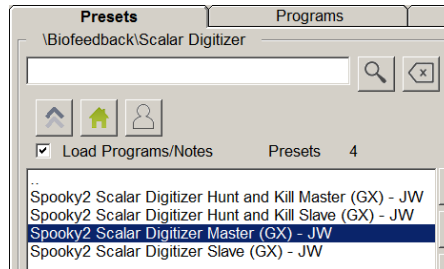 Presets Programs
\Biofeedback\Scalar Digitizer
Load Programs/Notes Presets 4
..
Spooky2 Scalar Digitizer Hunt and Kill Master (GX) - JW
Spooky2 Scalar Digitizer Hunt and Kill Slave (GX) - JW
Spooky2 Scalar Digitizer Master (GX) - JW
Spooky2 Scalar Digitizer Slave (GX) - JW